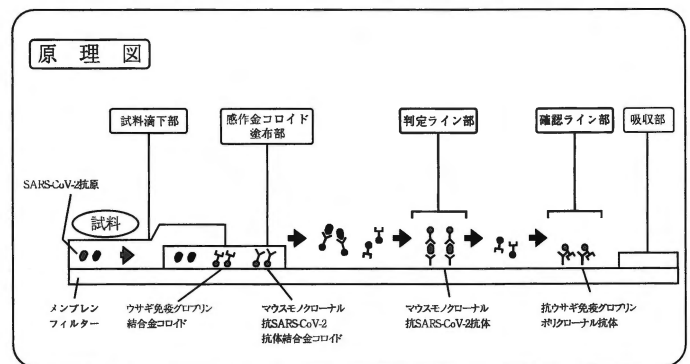 原理図
試料滴下部
感作金コロイド
塗布部
判定ライン部
確認ライン部
吸収部
SARS-CoV-2抗原
試料
メンブレン
フィルター
ウサギ免疫グロブリン
結合金コロイド
マウスモノクローナル
抗SARS-CoV-2
抗体結合金コロイド
マウスモノクローナル
抗SARS-CoV-2抗体
抗ウサギ免疫グロブリン
ポリクローナル抗体